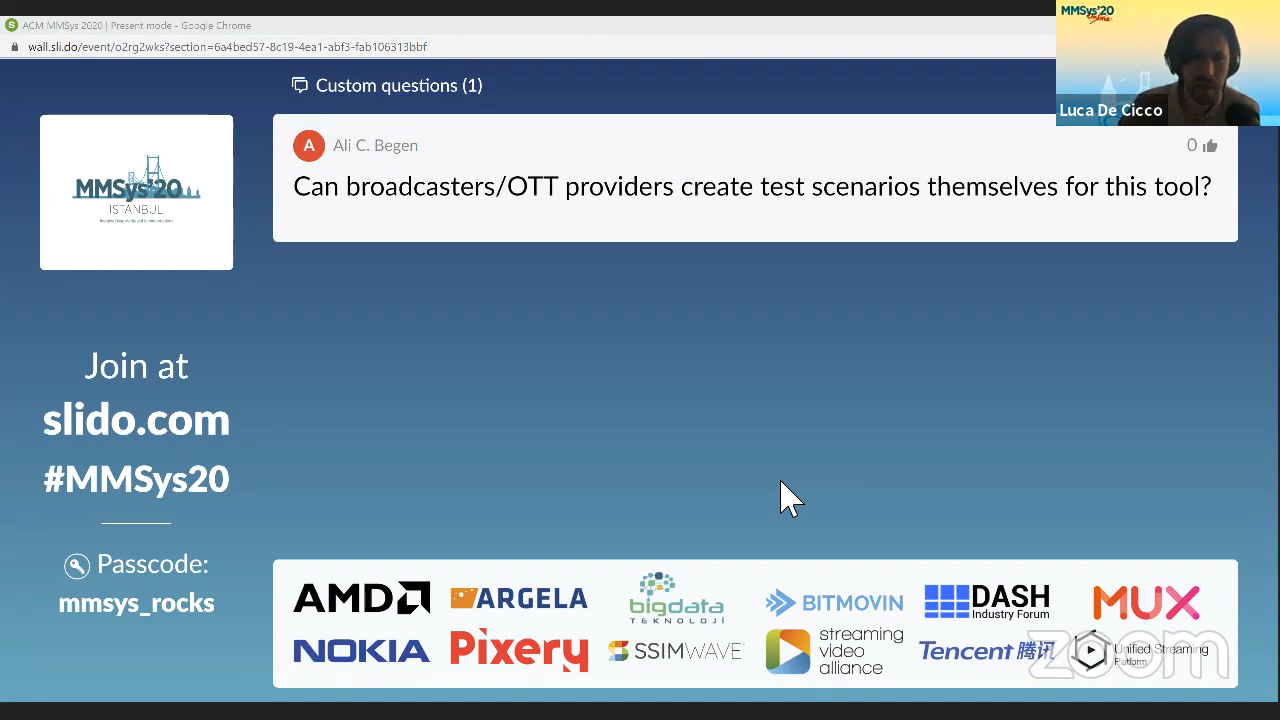 ACM MMSys 2020 | Present mode - Google Chrome
wall.sli.do/event/o2rg2wks?section=6a4bed57-8c19-4ea1-abf3-fab106313bbf
MMSys'20
Online
Luca De Cicco
Custom questions (1)
A Ali C. Begen 0
Can broadcasters/OTT providers create test scenarios themselves for this tool?
MMSys'20
ISTANBUL
Join at
slido.com
#MMSys20
Passcode:
mmsys_rocks
AMD ARGELA bigdata TEKNOLOJİ BITMOVIN DASH Industry Forum MUX
NOKIA Pixery SSIMWAVE streaming video alliance Tencent 腾讯 Unified Streaming Platform
zoom